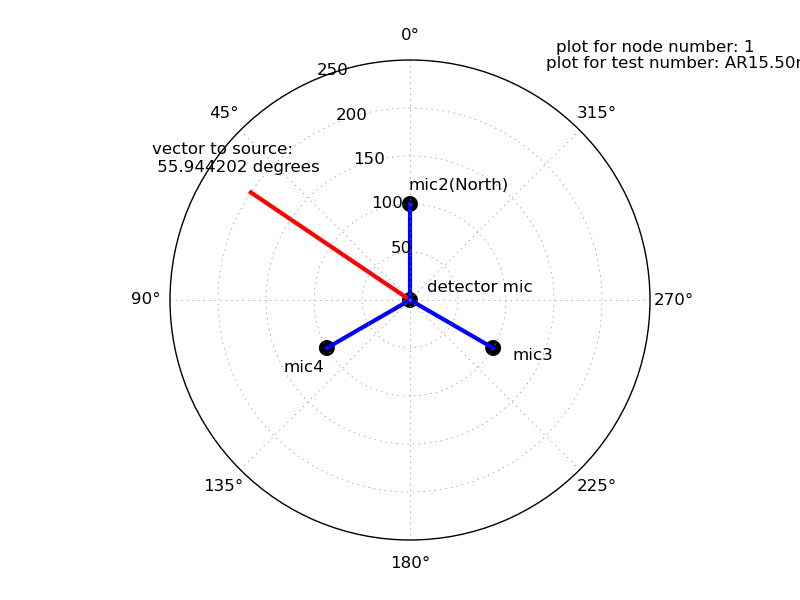 0°
plot for node number: 1
plot for test number: AR15.50
250
45°
200
315°
vector to source:
55.944202 degrees
150
mic2(North)
100
50
detector mic
90°
270°
mic4
mic3
135°
225°
180°